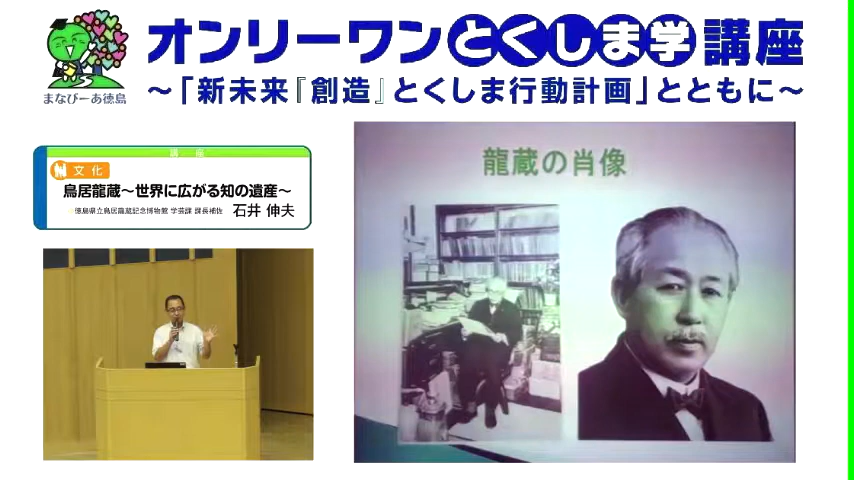 オンリーワンとくしま学講座
～「新未来『創造』とくしま行動計画」とともに～
まなびーあ徳島
講 座
文化
鳥居龍蔵～世界に広がる知の遺産～
徳島県立鳥居龍蔵記念博物館 学芸課 課長補佐 石井 伸夫
龍蔵の肖像